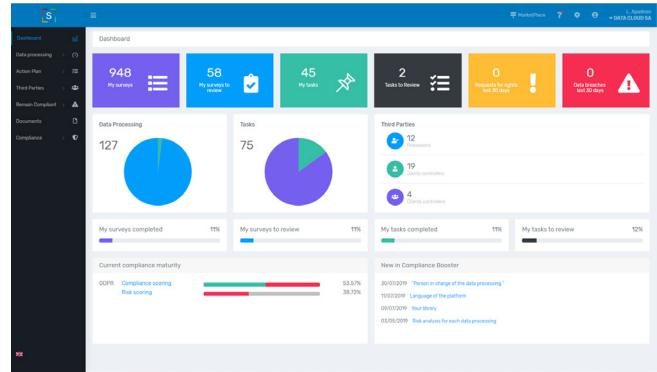 S
MarketPlace
?
L. Apadmin
DATA CLOUD SA
Dashboard
Data processing
Action Plan
Third Parties
Remain Compliant
Documents
Compliance
Dashboard
948
My surveys
58
My surveys to
review
45
My tasks
2
Tasks to Review
0
Requests for rights
last 30 days
0
Data breaches
last 30 days
Data Processing
127
Tasks
75
Third Parties
12
Processors
19
Joints controllers
4
Clients controllers
My surveys completed 11%
My surveys to review 11%
My tasks completed 11%
My tasks to review 12%
Current compliance maturity
GDPR Compliance scoring 53.57%
Risk scoring 38.73%
New in Compliance Booster
30/07/2019 "Person in charge of the data processing "
11/07/2019 Language of the platform
09/07/2019 Your library
03/05/2019 Risk analysis for each data processing